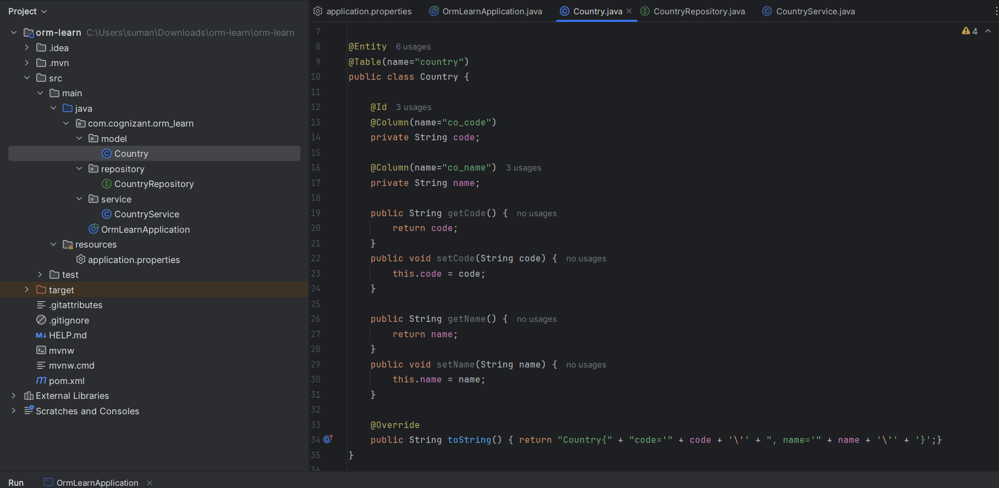 Project
orm-learn C:\Users\suman\Downloads\orm-learn\orm-learn
.idea
.mvn
src
main
java
com.cognizant.orm_learn
model
Country
repository
CountryRepository
service
CountryService
OrmLearnApplication
resources
application.properties
test
target
.gitattributes
.gitignore
HELP.md
mvnw
mvnw.cmd
pom.xml
External Libraries
Scratches and Consoles
application.properties OrmLearnApplication.java Country.java CountryRepository.java CountryService.java
4
7
8 @Entity 6 usages
9 @Table(name="country")
10 public class Country {
11
12 @Id 3 usages
13 @Column(name="co_code")
14 private String code;
15
16 @Column(name="co_name") 3 usages
17 private String name;
18
19 public String getCode() { no usages
20 return code;
21 }
22 public void setCode(String code) { no usages
23 this.code = code;
24 }
25
26 public String getName() { no usages
27 return name;
28 }
29 public void setName(String name) { no usages
30 this.name = name;
31 }
32
33 @Override
34 public String toString() { return "Country{" + "code='" + code + '\'' + ", name='" + name + '\'' + '}';}
35 }
36
Run OrmLearnApplication